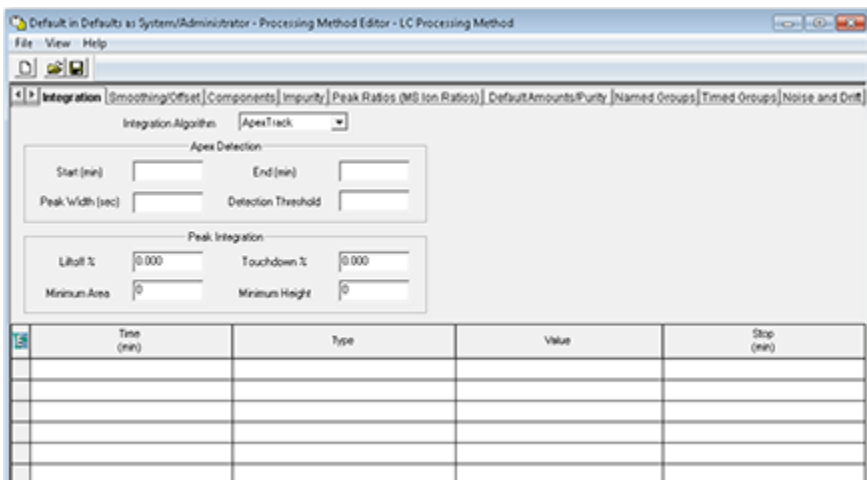 Default in Defaults as System/Administrator - Processing Method Editor - LC Processing Method
File View Help
Integration Smoothing/Offset Components Impurity Peak Ratios (MS Ion Ratios) Default Amounts/Purity Named Groups Timed Groups Noise and Drift
Integration Algorithm ApexTrack
Apex Detection
Start (min) End (min)
Peak Width (sec) Detection Threshold
Peak Integration
Liftoff % 0.000 Touchdown % 0.000
Minimum Area 0 Minimum Height 0
Time (min) Type Value Stop (min)